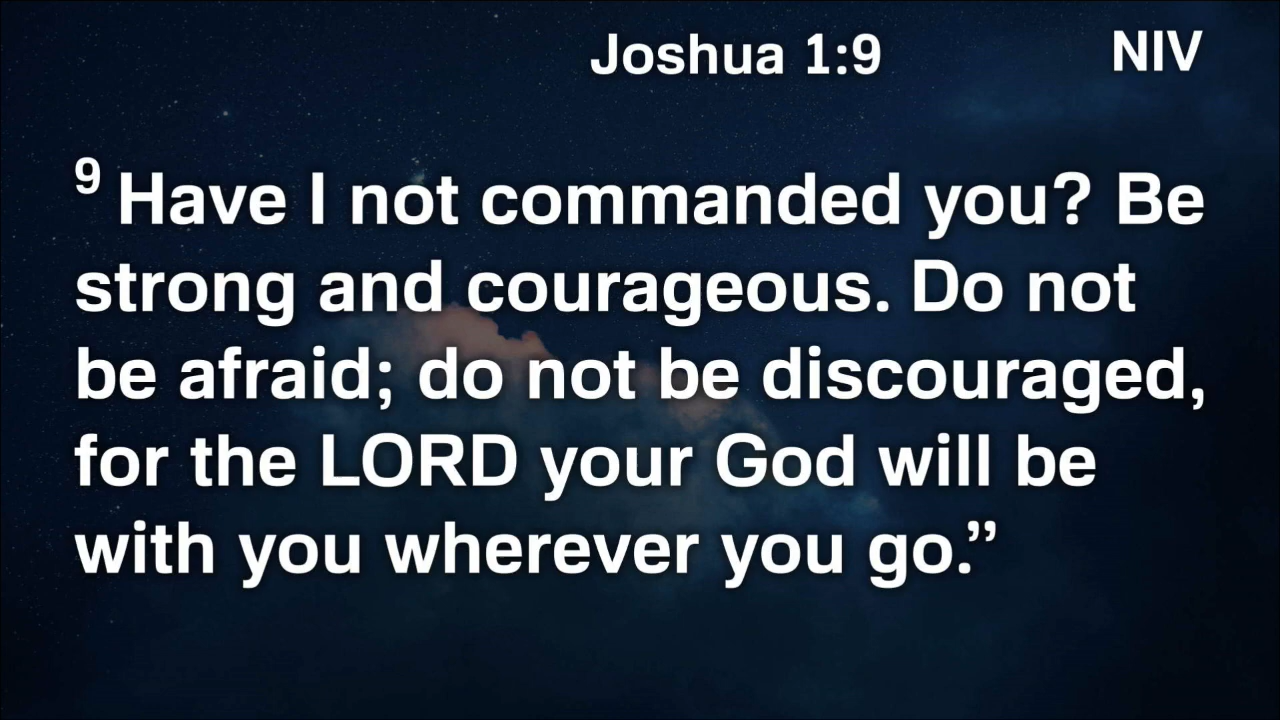 Joshua 1:9 NIV
9 Have I not commanded you? Be
strong and courageous. Do not
be afraid; do not be discouraged,
for the LORD your God will be
with you wherever you go.”